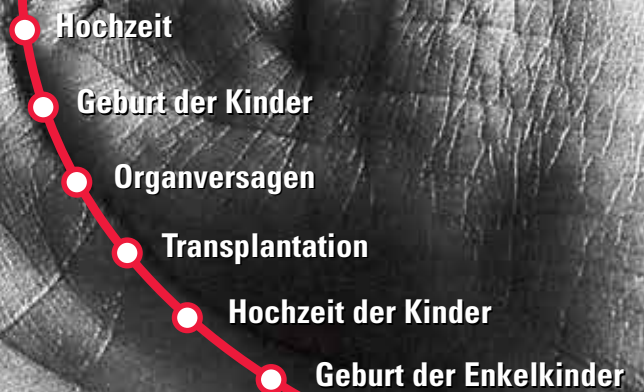 Hochzeit
Geburt der Kinder
Organversagen
Transplantation
Hochzeit der Kinder
Geburt der Enkelkinder